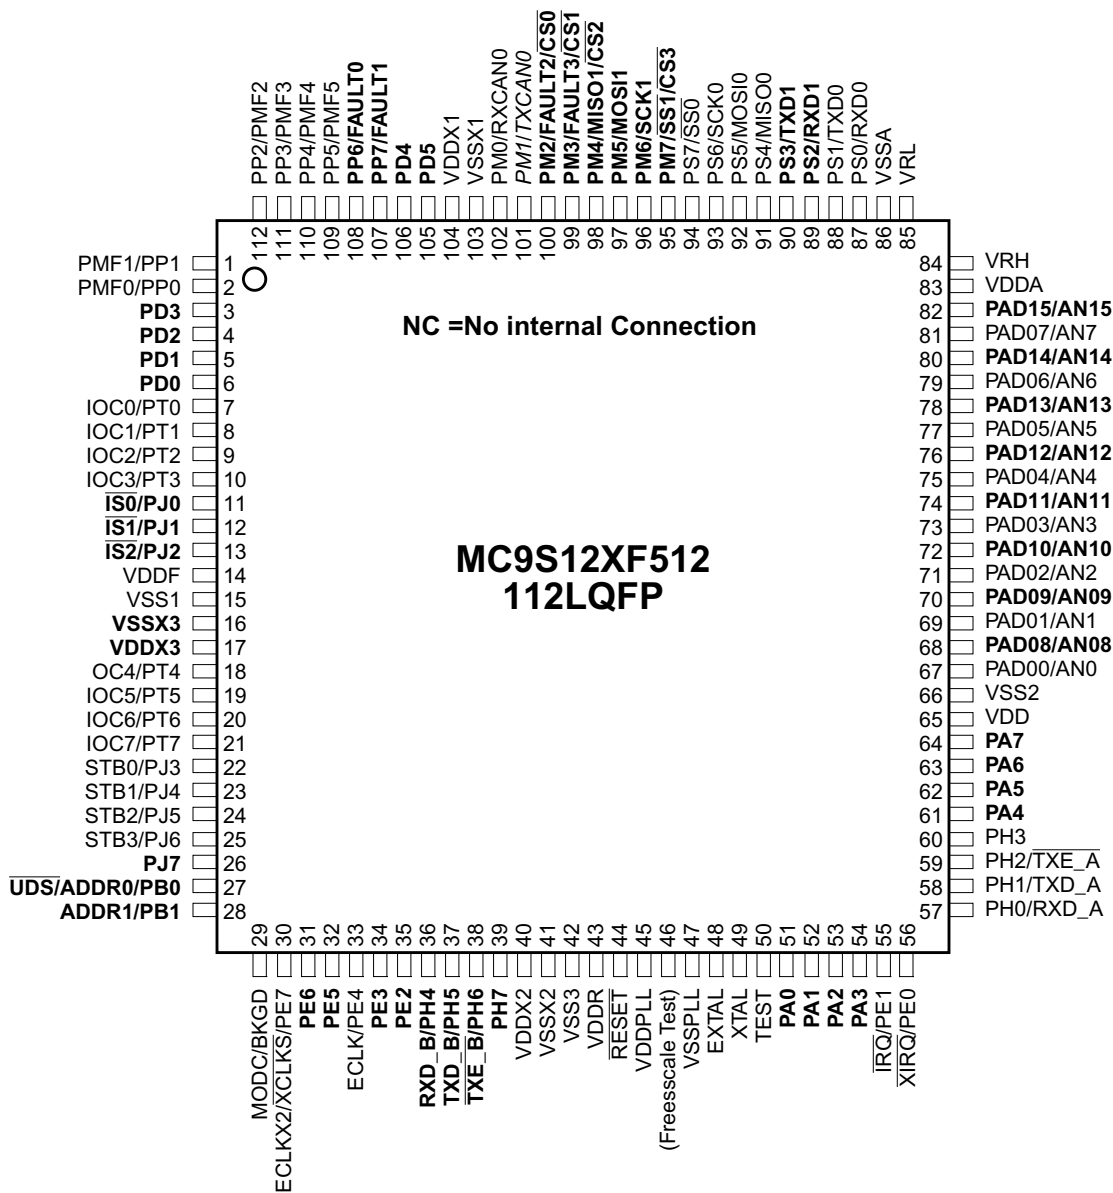 PP2/PMF2
PP3/PMF3
PP4/PMF4
PP5/PMF5
PP6/FAULT0
PP7/FAULT1
PD4
PD5
VDDX1
VSSX1
PM0/RXCAN0
PM1/TXCAN0
PM2/FAULT2/CS0
PM3/FAULT3/CS1
PM4/MISO1/CS2
PM5/MOSI1
PM6/SCK1
PM7/SS1/CS3
PS7/SS0
PS6/SCK0
PS5/MOSI0
PS4/MISO0
PS3/TXD1
PS2/RXD1
PS1/TXD0
PS0/RXD0
VSSA
VRL
112
111
110
109
108
107
106
105
104
103
102
101
100
99
98
97
96
95
94
93
92
91
90
89
88
87
86
85
PMF1/PP1 1
PMF0/PP0 2
PD3 3
PD2 4
PD1 5
PD0 6
IOC0/PT0 7
IOC1/PT1 8
IOC2/PT2 9
IOC3/PT3 10
IS0/PJ0 11
IS1/PJ1 12
IS2/PJ2 13
VDDF 14
VSS1 15
VSSX3 16
VDDX3 17
OC4/PT4 18
IOC5/PT5 19
IOC6/PT6 20
IOC7/PT7 21
STB0/PJ3 22
STB1/PJ4 23
STB2/PJ5 24
STB3/PJ6 25
PJ7 26
UDS/ADDR0/PB0 27
ADDR1/PB1 28
NC =No internal Connection
MC9S12XF512
112LQFP
84 VRH
83 VDDA
82 PAD15/AN15
81 PAD07/AN7
80 PAD14/AN14
79 PAD06/AN6
78 PAD13/AN13
77 PAD05/AN5
76 PAD12/AN12
75 PAD04/AN4
74 PAD11/AN11
73 PAD03/AN3
72 PAD10/AN10
71 PAD02/AN2
70 PAD09/AN09
69 PAD01/AN1
68 PAD08/AN08
67 PAD00/AN0
66 VSS2
65 VDD
64 PA7
63 PA6
62 PA5
61 PA4
60 PH3
59 PH2/TXE_A
58 PH1/TXD_A
57 PH0/RXD_A
29
30
31
32
33
34
35
36
37
38
39
40
41
42
43
44
45
46
47
48
49
50
51
52
53
54
55
56
MODC/BKGD
ECLKX2/XCLKS/PE7
PE6
PE5
ECLK/PE4
PE3
PE2
RXD_B/PH4
TXD_B/PH5
TXE_B/PH6
PH7
VDDX2
VSSX2
VSS3
VDDR
RESET
VDDPLL
(Freesscale Test)
VSSPLL
EXTAL
XTAL
TEST
PA0
PA1
PA2
PA3
IRQ/PE1
XIRQ/PE0